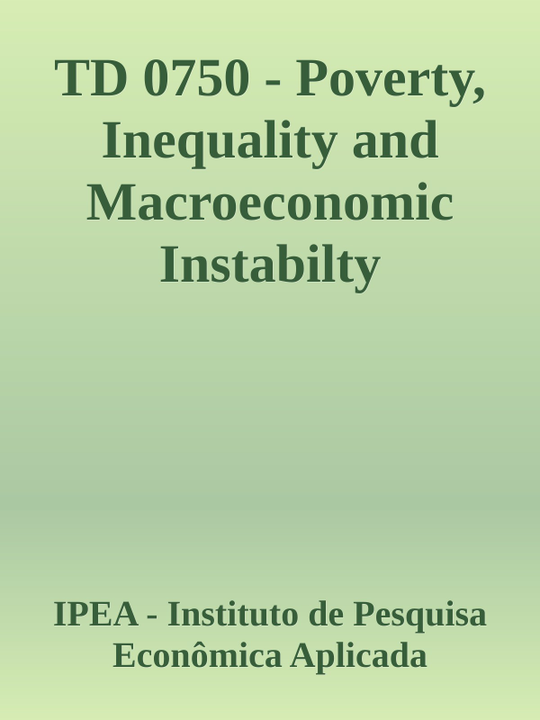 TD 0750 - Poverty,
Inequality and
Macroeconomic
Instabilty
IPEA - Instituto de Pesquisa
Econômica Aplicada